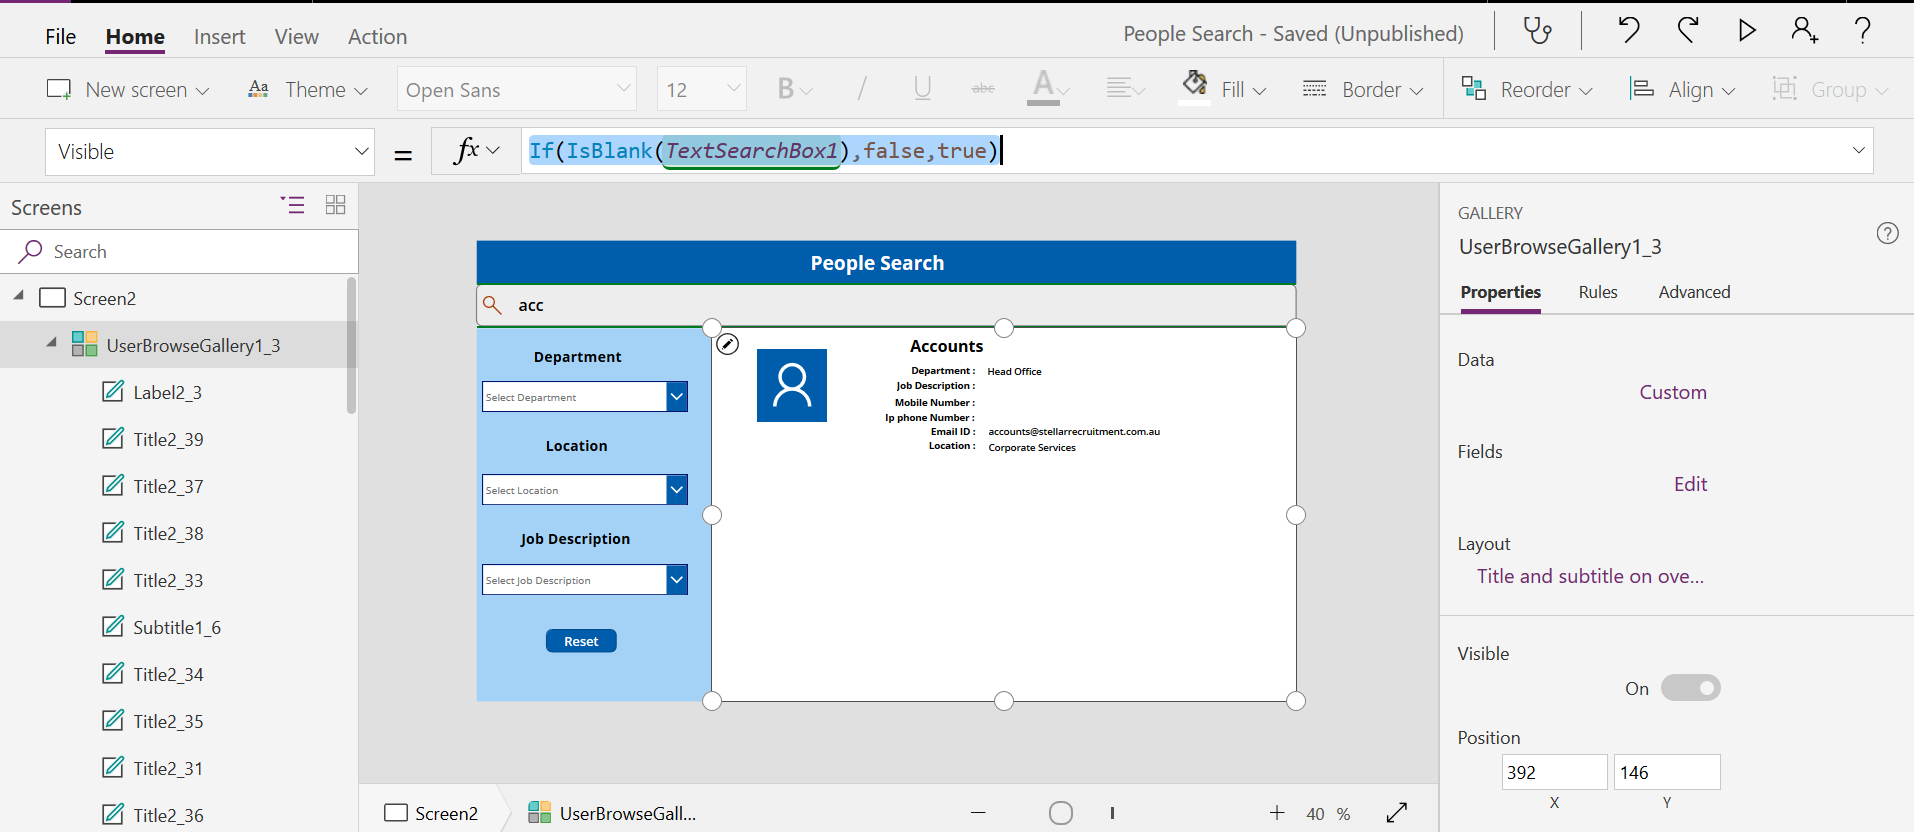 File Home Insert View Action People Search - Saved (Unpublished)
New screen Aa Theme Open Sans 12 B / U abc A Fill Border Reorder Align Group
Visible = fx If(IsBlank(TextSearchBox1),false,true)
Screens
Search
Screen2
UserBrowseGallery1_3
Label2_3
Title2_39
Title2_37
Title2_38
Title2_33
Subtitle1_6
Title2_34
Title2_35
Title2_31
Title2_36
People Search
acc
Department
Select Department
Location
Select Location
Job Description
Select Job Description
Reset
Accounts
Department : Head Office
Job Description :
Mobile Number :
Ip phone Number :
Email ID : accounts@stellarrecruitment.com.au
Location : Corporate Services
Screen2 UserBrowseGall... 40 %
GALLERY
UserBrowseGallery1_3
Properties Rules Advanced
Data
Custom
Fields
Edit
Layout
Title and subtitle on ove...
Visible
On
Position
392 146
X Y